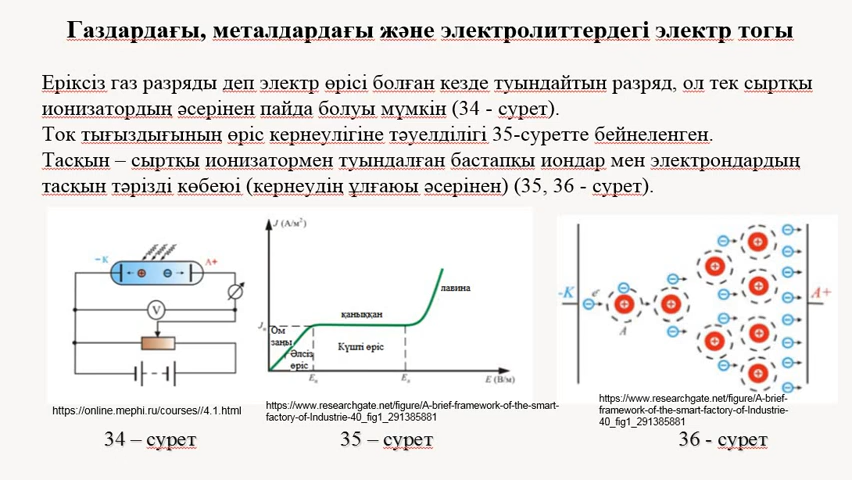 Газдардағы, металдардағы және электролиттердегі электр тогы
Еріксіз газ разряды деп электр өрісі болған кезде туындайтын разряд, ол тек сыртқы
ионизатордың әсерінен пайда болуы мүмкін (34 - сурет).
Ток тығыздығының өріс кернеулігіне тәуелділігі 35-суретте бейнеленген.
Тасқын – сыртқы ионизатормен туындалған бастапқы иондар мен электрондардың
тасқын тәрізді көбеюі (кернеудің ұлғаюы әсерінен) (35, 36 - сурет).
–K
A+
V
J (А/м²)
лавина
қаныққан
Ом
заңы
Күшті өріс
Әлсіз
өріс
E (В/м)
-K
e
A
A+
https://online.mephi.ru/courses//4.1.html
https://www.researchgate.net/figure/A-brief-framework-of-the-smart-
factory-of-Industrie-40_fig1_291385881
https://www.researchgate.net/figure/A-brief-
framework-of-the-smart-factory-of-Industrie-
40_fig1_291385881
34 – сурет
35 – сурет
36 - сурет